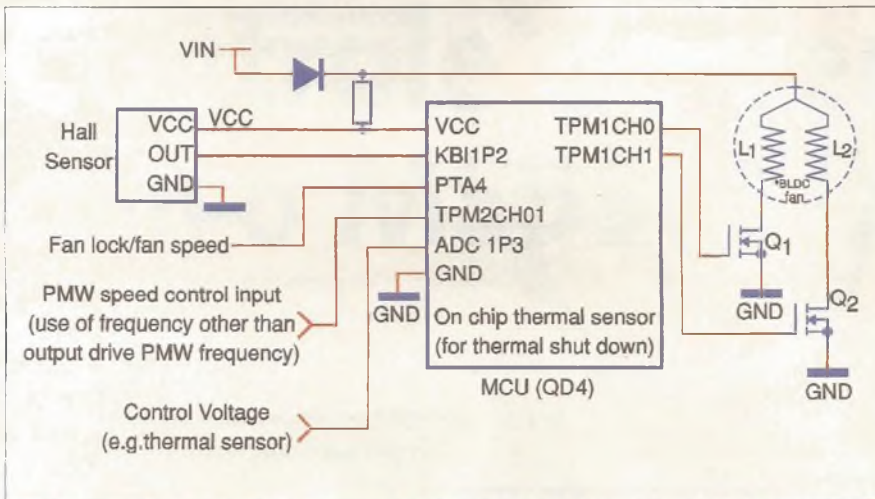 VIN
Hall
Sensor
VCC
OUT
GND
VCC
VCC
KBI1P2
PTA4
TPM2CH01
ADC 1P3
GND
TPM1CH0
TPM1CH1
On chip thermal sensor
(for thermal shut down)
MCU (QD4)
GND
Fan lock/fan speed
PMW speed control input
(use of frequency other than
output drive PMW frequency)
Control Voltage
(e.g.thermal sensor)
L1
L2
*BLDC
fan
Q1
GND
Q2
GND